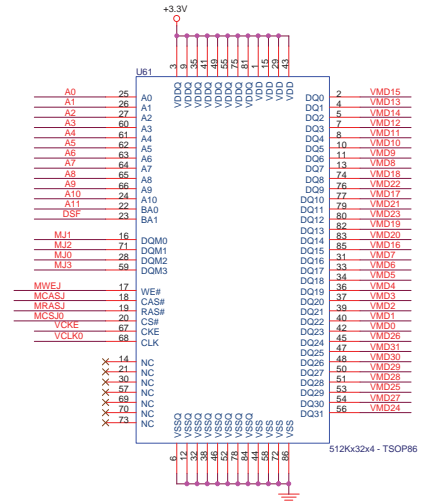 +3.3V
3 9 35 41 49 55 75 81 1 15 29 43
U61
VDDQ VDDQ VDDQ VDDQ VDDQ VDDQ VDDQ VDDQ VDD VDD VDD VDD
A0 25 A0
A1 26 A1
A2 27 A2
A3 60 A3
A4 61 A4
A5 62 A5
A6 63 A6
A7 64 A7
A8 65 A8
A9 66 A9
A10 24 A10
A11 22 BA0
DSF 23 BA1
MJ1 16 DQM0
MJ2 71 DQM1
MJ0 28 DQM2
MJ3 59 DQM3
MWEJ 17 WE#
MCASJ 18 CAS#
MRASJ 19 RAS#
MCSJ0 20 CS#
VCKE 67 CKE
VCLK0 68 CLK
14 NC
21 NC
30 NC
57 NC
69 NC
70 NC
73 NC
DQ0 2 VMD15
DQ1 4 VMD13
DQ2 5 VMD14
DQ3 7 VMD12
DQ4 8 VMD11
DQ5 10 VMD10
DQ6 11 VMD9
DQ7 13 VMD8
DQ8 74 VMD18
DQ9 76 VMD22
DQ10 77 VMD17
DQ11 79 VMD21
DQ12 80 VMD23
DQ13 82 VMD19
DQ14 83 VMD20
DQ15 85 VMD16
DQ16 31 VMD7
DQ17 33 VMD6
DQ18 34 VMD5
DQ19 36 VMD4
DQ20 37 VMD3
DQ21 39 VMD2
DQ22 40 VMD1
DQ23 42 VMD0
DQ24 45 VMD26
DQ25 47 VMD31
DQ26 48 VMD30
DQ27 50 VMD29
DQ28 51 VMD28
DQ29 53 VMD25
DQ30 54 VMD27
DQ31 56 VMD24
VSSQ VSSQ VSSQ VSSQ VSSQ VSSQ VSSQ VSSQ VSS VSS VSS VSS
6 12 32 38 46 52 78 84 44 58 72 86
512Kx32x4 - TSOP86